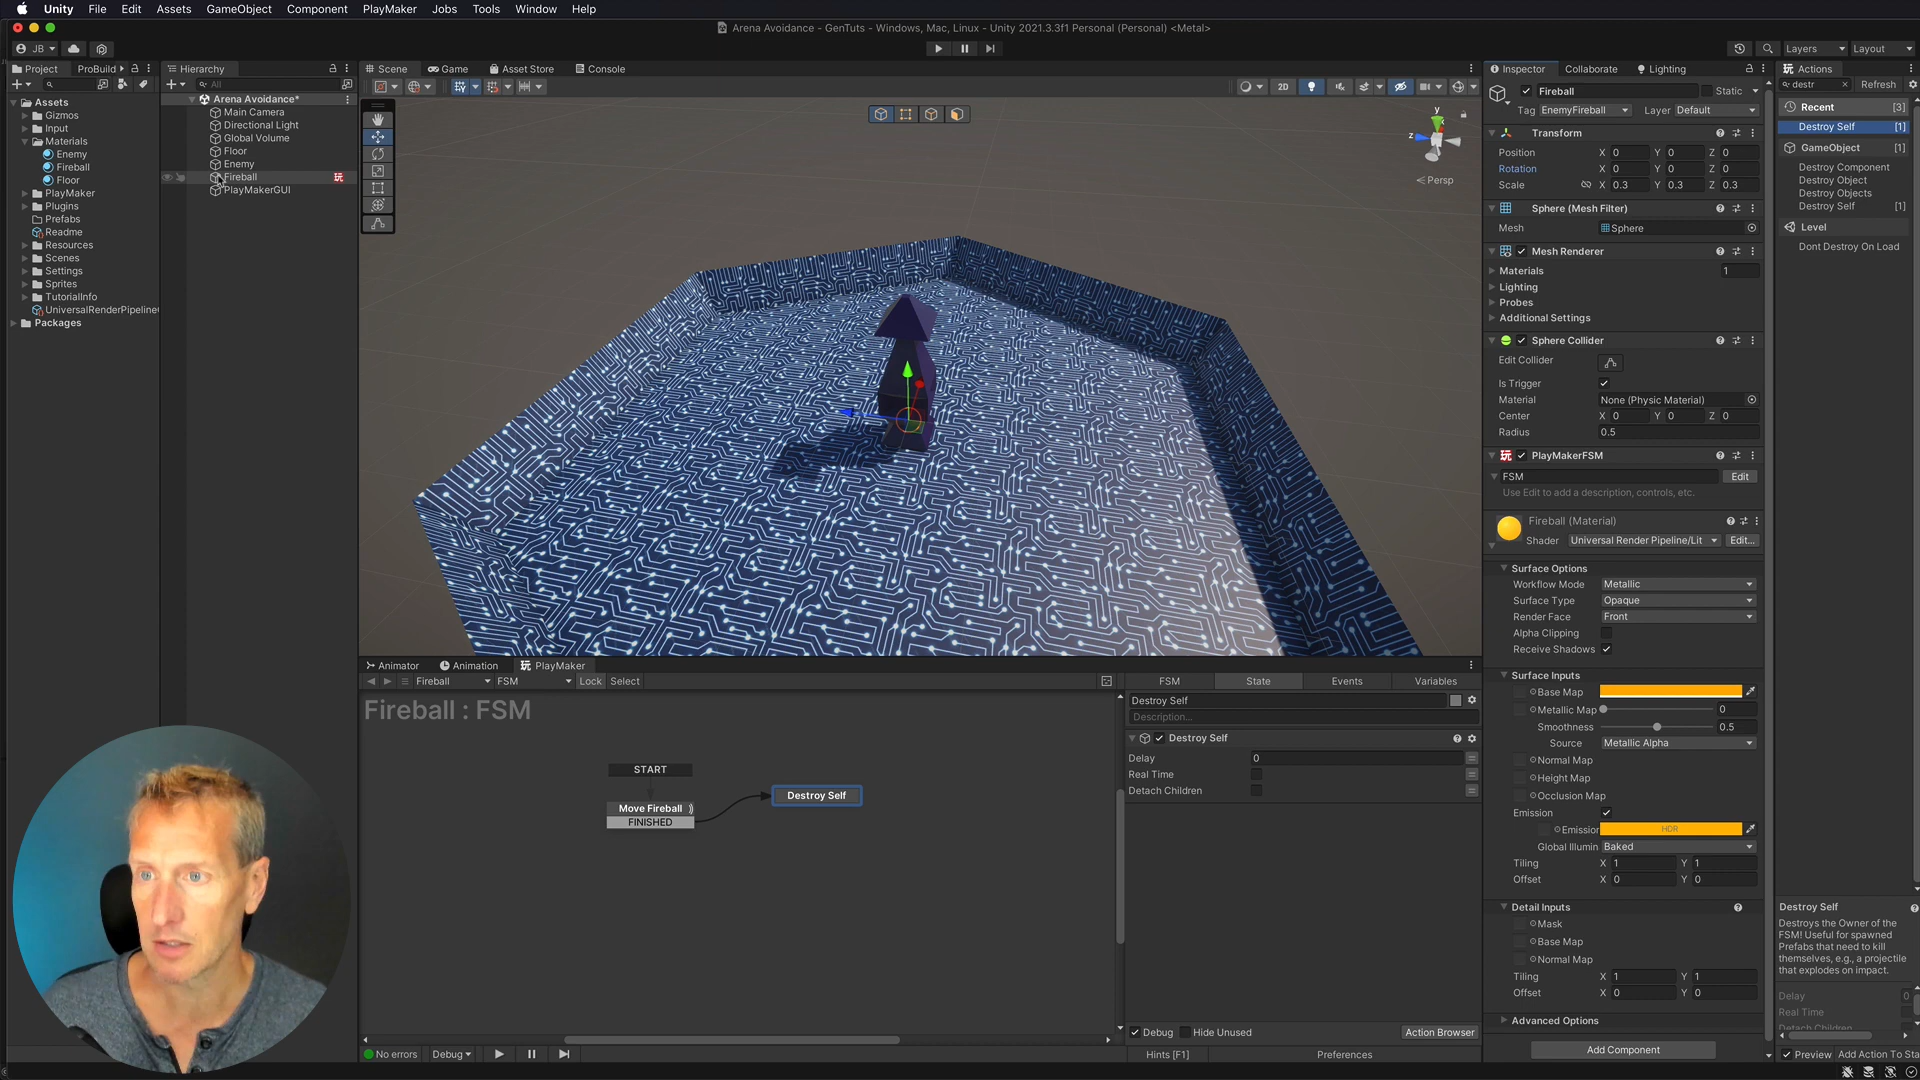 Unity File Edit Assets GameObject Component PlayMaker Jobs Tools Window Help
Arena Avoidance - GenTuts - Windows, Mac, Linux - Unity 2021.3.3f1 Personal (Personal) <Metal>
JB
Layers
Layout
Project
ProBuild
Assets
Gizmos
Input
Materials
Enemy
Fireball
Floor
PlayMaker
Plugins
Prefabs
Readme
Resources
Scenes
Settings
Sprites
TutorialInfo
UniversalRenderPipeline
Packages
Hierarchy
All
Arena Avoidance*
Main Camera
Directional Light
Global Volume
Floor
Enemy
Fireball
PlayMakerGUI
Scene
Game
Asset Store
Console
2D
y
z
Persp
Animator
Animation
PlayMaker
Fireball
FSM
Lock
Select
Fireball : FSM
START
Move Fireball
FINISHED
Destroy Self
No errors
Debug
FSM
State
Events
Variables
Destroy Self
Description...
Destroy Self
Delay 0
Real Time
Detach Children
Debug
Hide Unused
Action Browser
Hints [F1]
Preferences
Inspector
Collaborate
Lighting
Fireball
Static
Tag EnemyFireball
Layer Default
Transform
Position X 0 Y 0 Z 0
Rotation X 0 Y 0 Z 0
Scale X 0.3 Y 0.3 Z 0.3
Sphere (Mesh Filter)
Mesh Sphere
Mesh Renderer
Materials 1
Lighting
Probes
Additional Settings
Sphere Collider
Edit Collider
Is Trigger
Material None (Physic Material)
Center X 0 Y 0 Z 0
Radius 0.5
PlayMakerFSM
FSM
Edit
Use Edit to add a description, controls, etc.
Fireball (Material)
Shader Universal Render Pipeline/Lit
Edit...
Surface Options
Workflow Mode Metallic
Surface Type Opaque
Render Face Front
Alpha Clipping
Receive Shadows
Surface Inputs
Base Map
Metallic Map 0
Smoothness 0.5
Source Metallic Alpha
Normal Map
Height Map
Occlusion Map
Emission
Emission HDR
Global Illumin Baked
Tiling X 1 Y 1
Offset X 0 Y 0
Detail Inputs
Mask
Base Map
Normal Map
Tiling X 1 Y 1
Offset X 0 Y 0
Advanced Options
Add Component
Actions
destr
Refresh
Recent [3]
Destroy Self [1]
GameObject [1]
Destroy Component
Destroy Object
Destroy Objects
Destroy Self [1]
Level
Dont Destroy On Load
Destroy Self
Destroys the Owner of the
FSM! Useful for spawned
Prefabs that need to kill
themselves, e.g., a projectile
that explodes on impact.
Delay 0
Real Time
Preview
Add Action To Sta